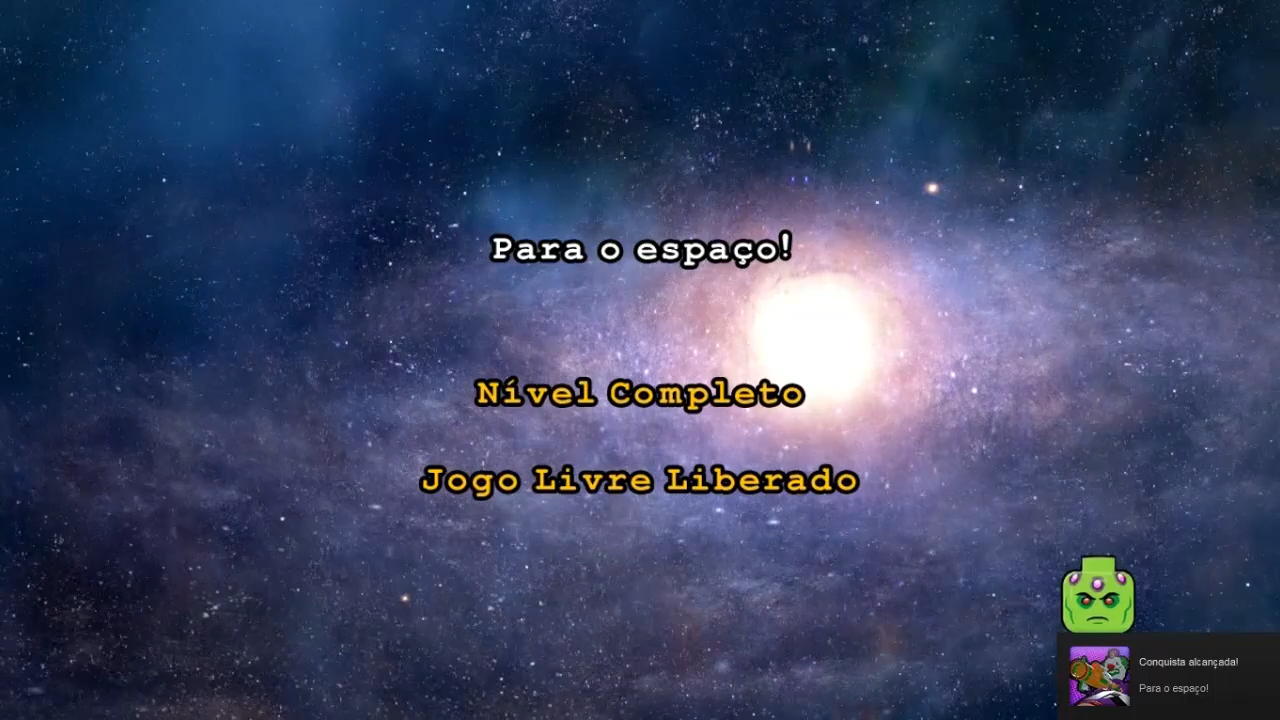 Para o espaço!
Nível Completo
Jogo Livre Liberado
Conquista alcançada!
Para o espaço!